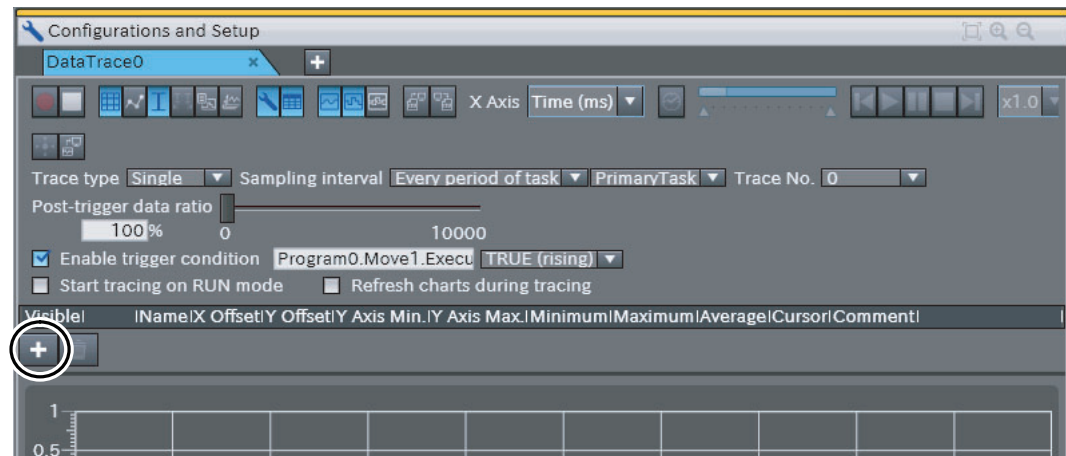 Configurations and Setup
DataTrace0 ×
X Axis Time (ms) x1.0
Trace type Single Sampling interval Every period of task PrimaryTask Trace No. 0
Post-trigger data ratio
100 % 0 10000
Enable trigger condition Program0.Move1.Execu TRUE (rising)
Start tracing on RUN mode Refresh charts during tracing
Visible| |Name|X Offset|Y Offset|Y Axis Min.|Y Axis Max.|Minimum|Maximum|Average|Cursor|Comment|
1
0.5